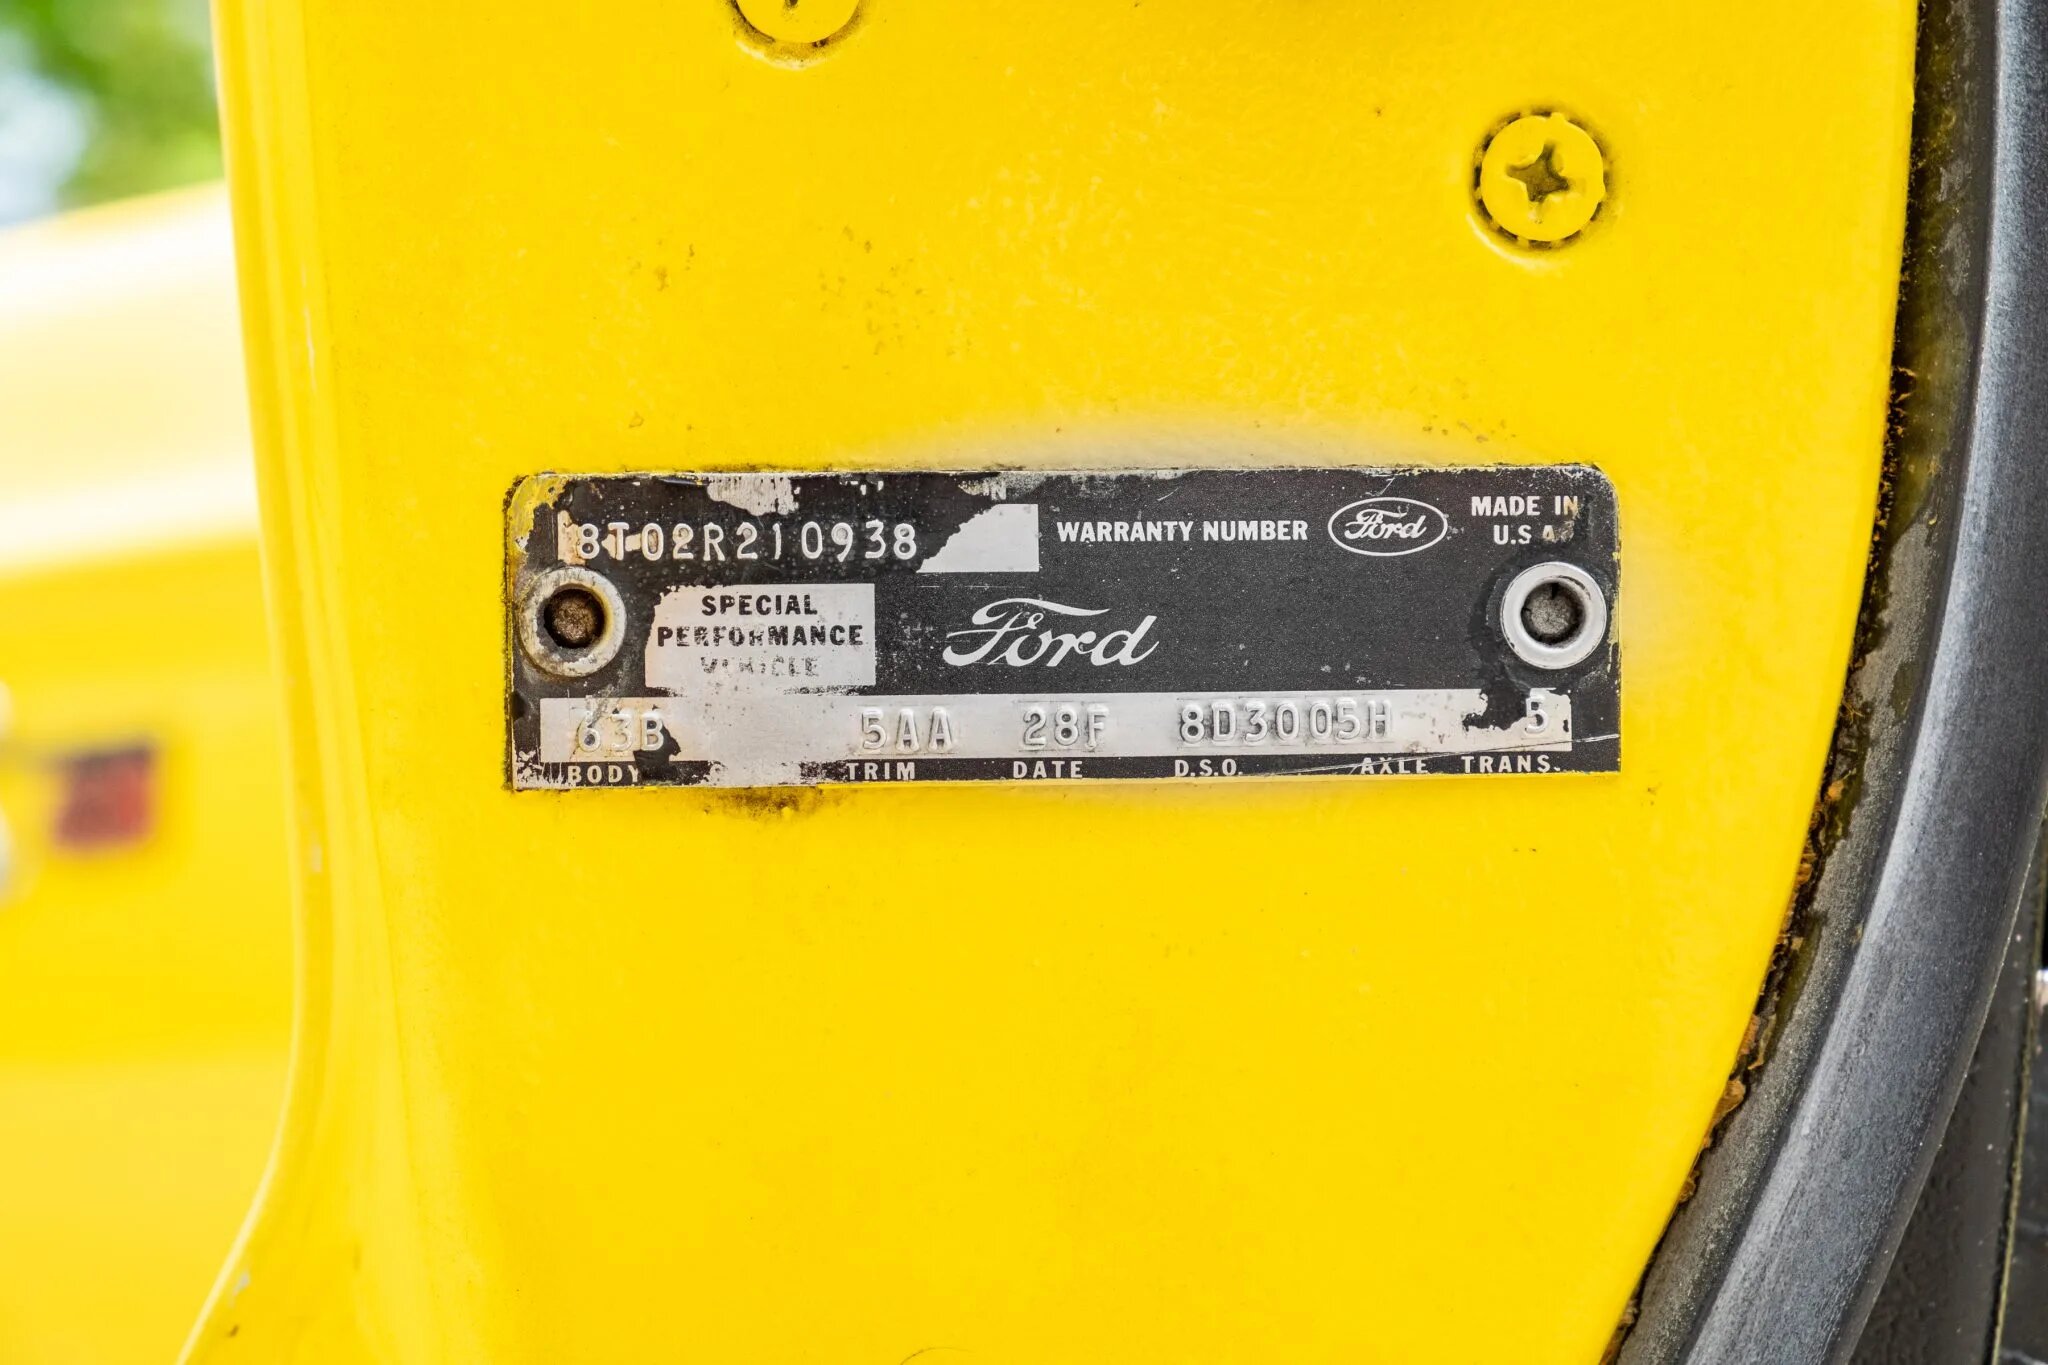 8T02R210938
WARRANTY NUMBER
Ford
MADE IN
U.S.A.
SPECIAL
PERFORMANCE
VEHICLE
Ford
63B 5AA 28F 8D3005H 5
BODY TRIM DATE D.S.O. AXLE TRANS.